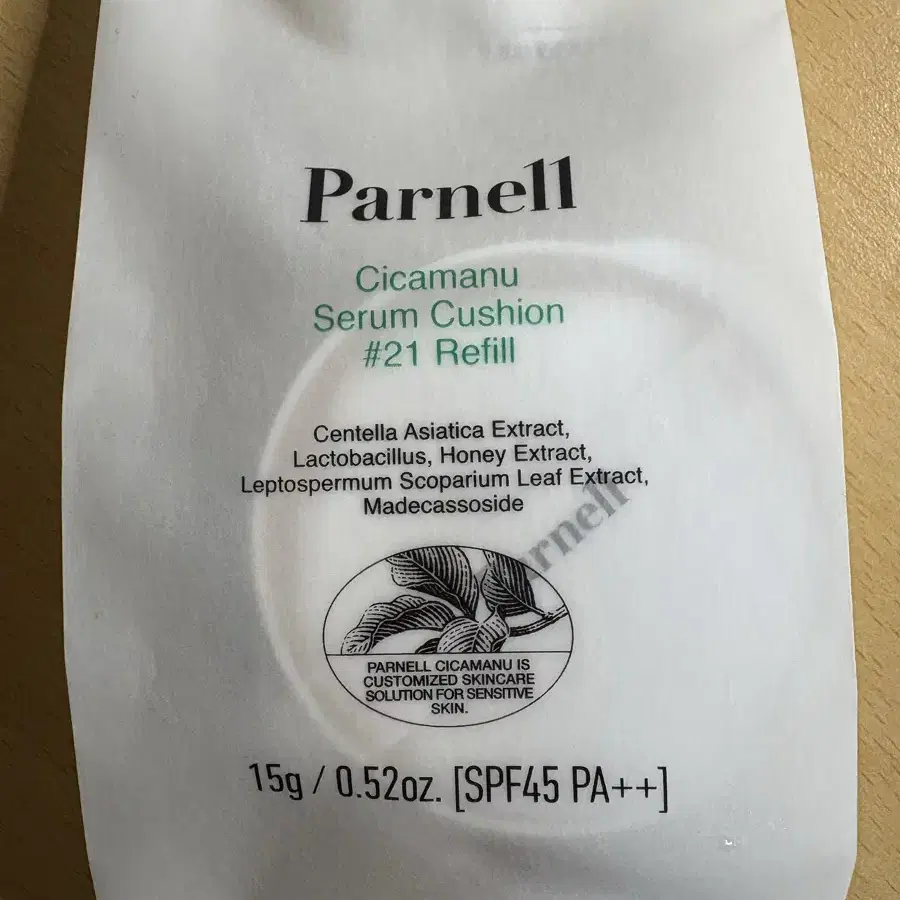 Parnell
Cicamanu
Serum Cushion
#21 Refill
Centella Asiatica Extract,
Lactobacillus, Honey Extract,
Leptospermum Scoparium Leaf Extract,
Madecassoside
Parnell
PARNELL CICAMANU IS
CUSTOMIZED SKINCARE
SOLUTION FOR SENSITIVE
SKIN.
15g / 0.52oz. [SPF45 PA++]